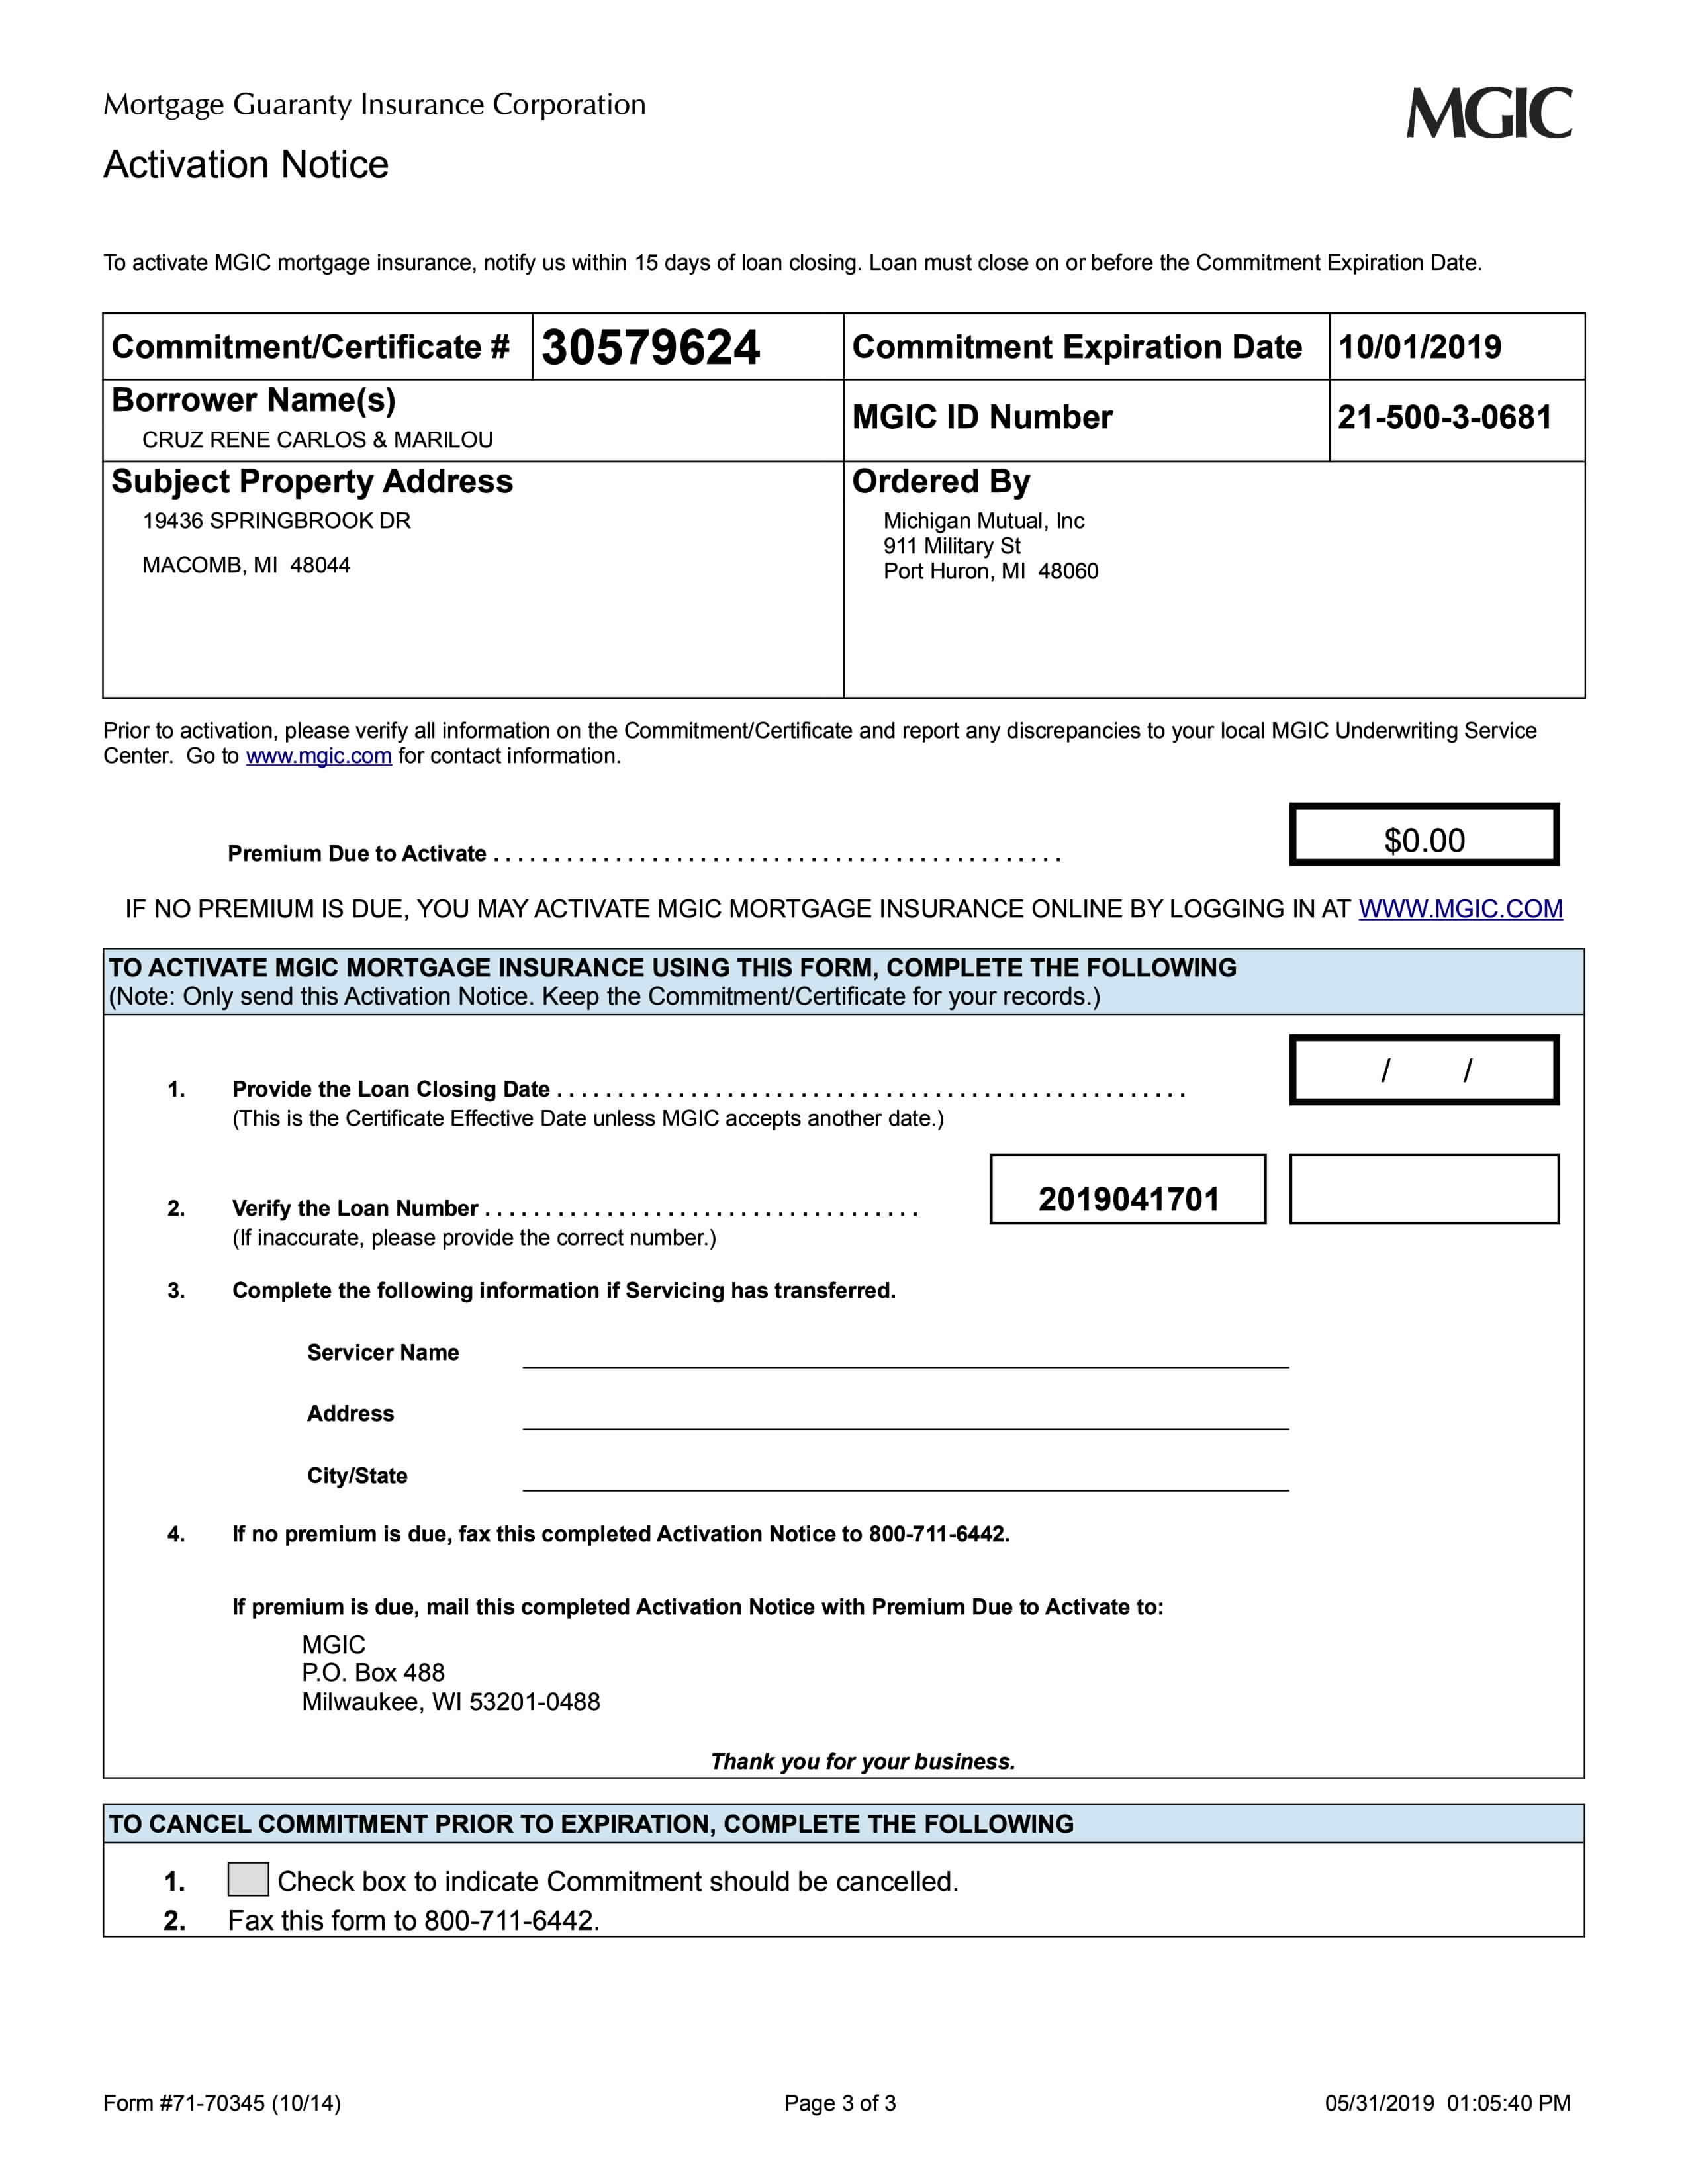 Mortgage Guaranty Insurance Corporation
MGIC
Activation Notice
To activate MGIC mortgage insurance, notify us within 15 days of loan closing. Loan must close on or before the Commitment Expiration Date.
Commitment/Certificate # 30579624 Commitment Expiration Date 10/01/2019
Borrower Name(s)
CRUZ RENE CARLOS & MARILOU
MGIC ID Number 21-500-3-0681
Subject Property Address
19436 SPRINGBROOK DR
MACOMB, MI 48044
Ordered By
Michigan Mutual, Inc
911 Military St
Port Huron, MI 48060
Prior to activation, please verify all information on the Commitment/Certificate and report any discrepancies to your local MGIC Underwriting Service
Center. Go to www.mgic.com for contact information.
Premium Due to Activate . . . . . . . . . . . . . . . . . . . . . . . . . . . . . . . . . . . . . . . . . . . . . . . $0.00
IF NO PREMIUM IS DUE, YOU MAY ACTIVATE MGIC MORTGAGE INSURANCE ONLINE BY LOGGING IN AT WWW.MGIC.COM
TO ACTIVATE MGIC MORTGAGE INSURANCE USING THIS FORM, COMPLETE THE FOLLOWING
(Note: Only send this Activation Notice. Keep the Commitment/Certificate for your records.)
1. Provide the Loan Closing Date . . . . . . . . . . . . . . . . . . . . . . . . . . . . . . . . . . . . . . . . . . . . . . . . . . . . / /
(This is the Certificate Effective Date unless MGIC accepts another date.)
2. Verify the Loan Number . . . . . . . . . . . . . . . . . . . . . . . . . . . . . . . . . . . . 2019041701
(If inaccurate, please provide the correct number.)
3. Complete the following information if Servicing has transferred.
Servicer Name
Address
City/State
4. If no premium is due, fax this completed Activation Notice to 800-711-6442.
If premium is due, mail this completed Activation Notice with Premium Due to Activate to:
MGIC
P.O. Box 488
Milwaukee, WI 53201-0488
Thank you for your business.
TO CANCEL COMMITMENT PRIOR TO EXPIRATION, COMPLETE THE FOLLOWING
1. Check box to indicate Commitment should be cancelled.
2. Fax this form to 800-711-6442.
Form #71-70345 (10/14) Page 3 of 3 05/31/2019 01:05:40 PM